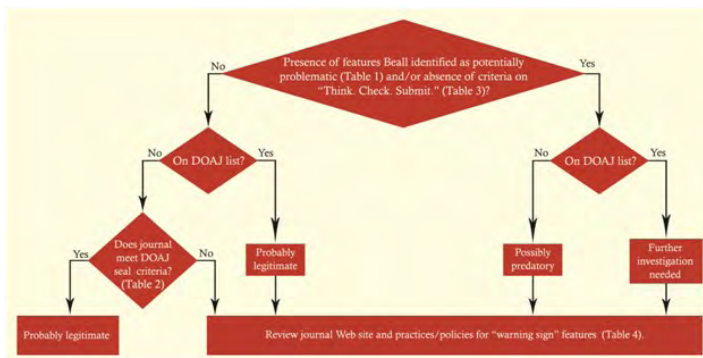 Presence of features Beall identified as potentially
problematic (Table 1) and/or absence of criteria on
“Think. Check. Submit.” (Table 3)?
No
Yes
On DOAJ list?
No
Yes
On DOAJ list?
No
Yes
Does journal
meet DOAJ
seal criteria?
(Table 2)
Yes
No
Probably
legitimate
Possibly
predatory
Further
investigation
needed
Probably legitimate
Review journal Web site and practices/policies for “warning sign” features (Table 4).